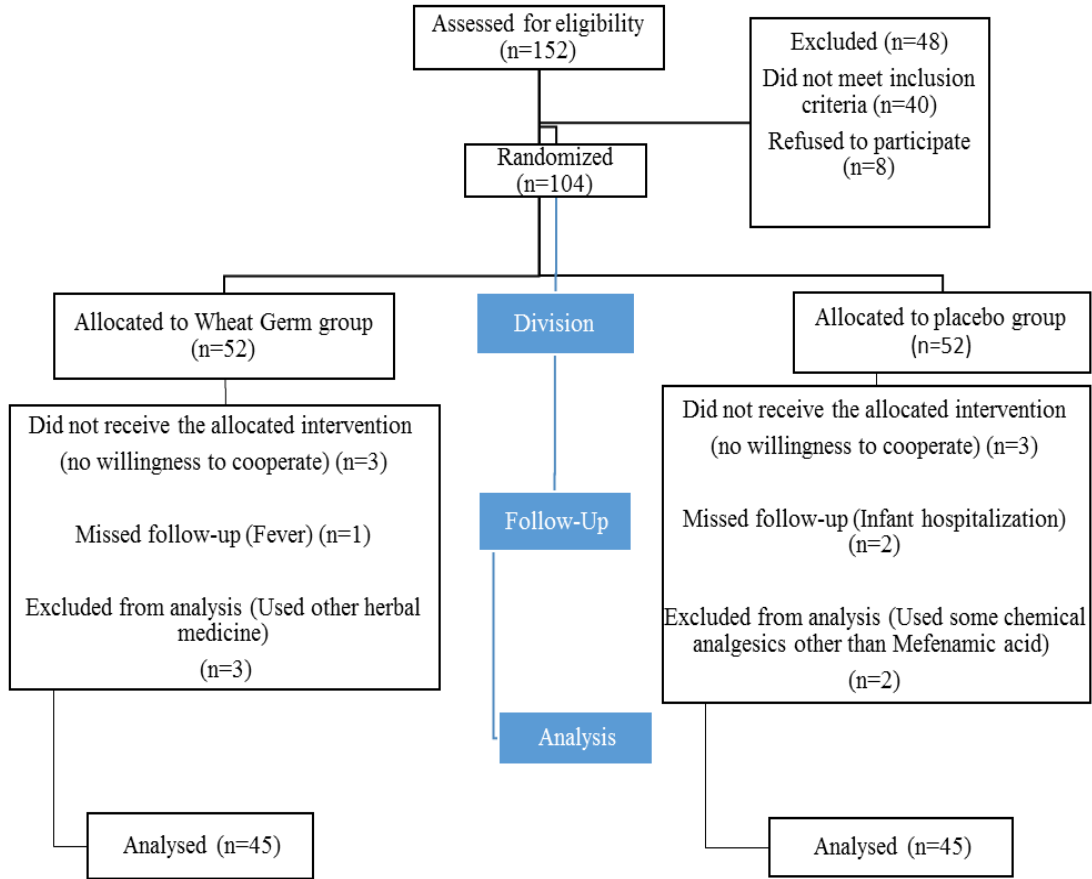 Assessed for eligibility
(n=152)
Excluded (n=48)
Did not meet inclusion
criteria (n=40)
Refused to participate
(n=8)
Randomized
(n=104)
Allocated to Wheat Germ group
(n=52)
Division
Allocated to placebo group
(n=52)
Did not receive the allocated intervention
(no willingness to cooperate) (n=3)
Missed follow-up (Fever) (n=1)
Excluded from analysis (Used other herbal
medicine)
(n=3)
Follow-Up
Did not receive the allocated intervention
(no willingness to cooperate) (n=3)
Missed follow-up (Infant hospitalization)
(n=2)
Excluded from analysis (Used some chemical
analgesics other than Mefenamic acid)
(n=2)
Analysis
Analysed (n=45)
Analysed (n=45)